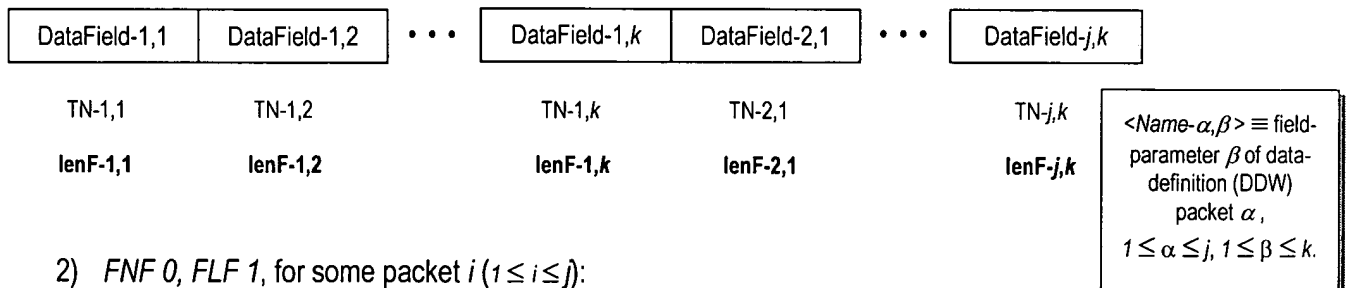 DataField-1,1 DataField-1,2 • • • DataField-1,k DataField-2,1 • • • DataField-j,k
TN-1,1 TN-1,2 TN-1,k TN-2,1 TN-j,k
lenF-1,1 lenF-1,2 lenF-1,k lenF-2,1 lenF-j,k
<Name-α,β> ≡ field-
parameter β of data-
definition (DDW)
packet α ,
1 ≤ α ≤ j, 1 ≤ β ≤ k.
2) FNF 0, FLF 1, for some packet i (1 ≤ i ≤ j):